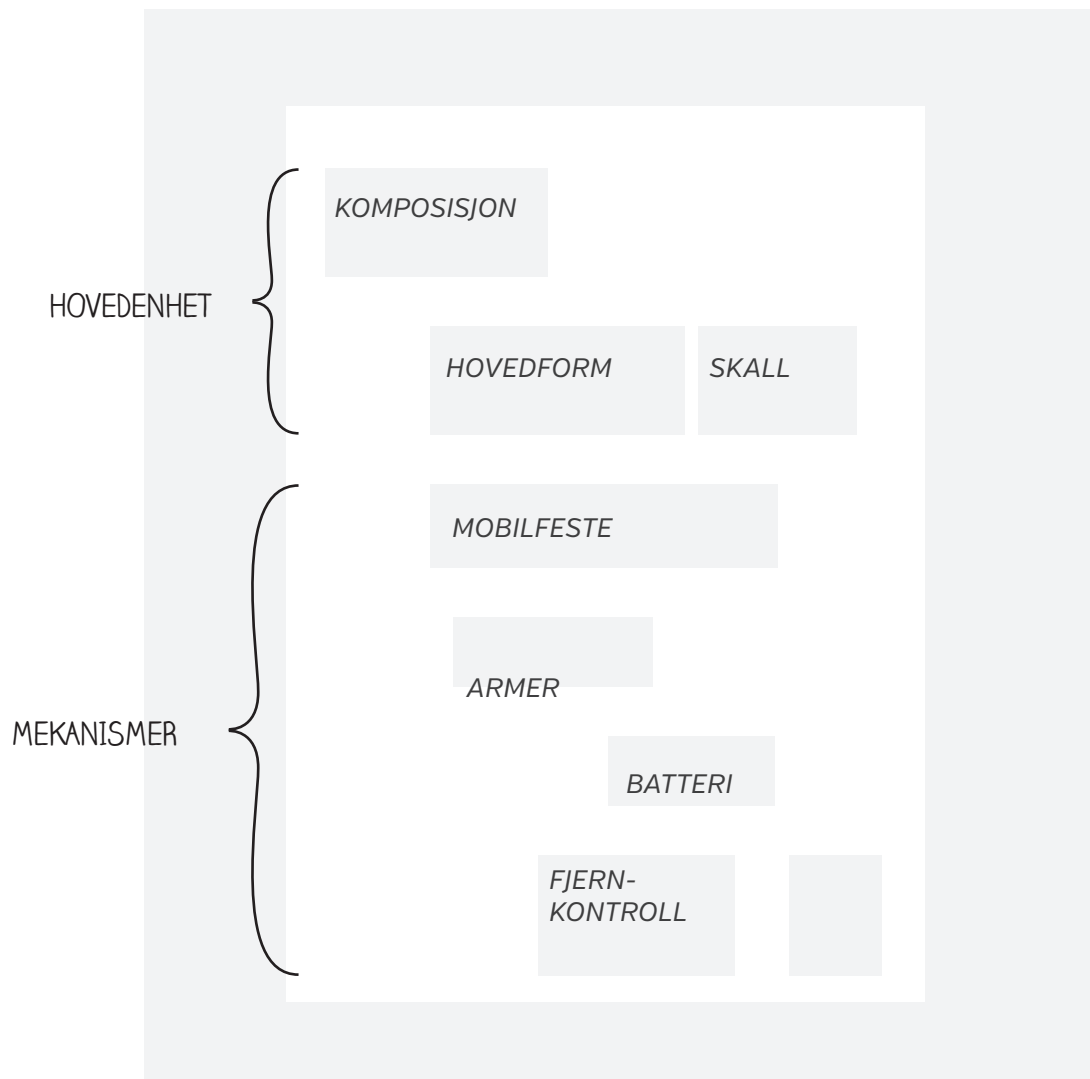 KOMPOSISJON
HOVEDENHET
HOVEDFORM SKALL
MOBILFESTE
ARMER
MEKANISMER
BATTERI
FJERN-
KONTROLL